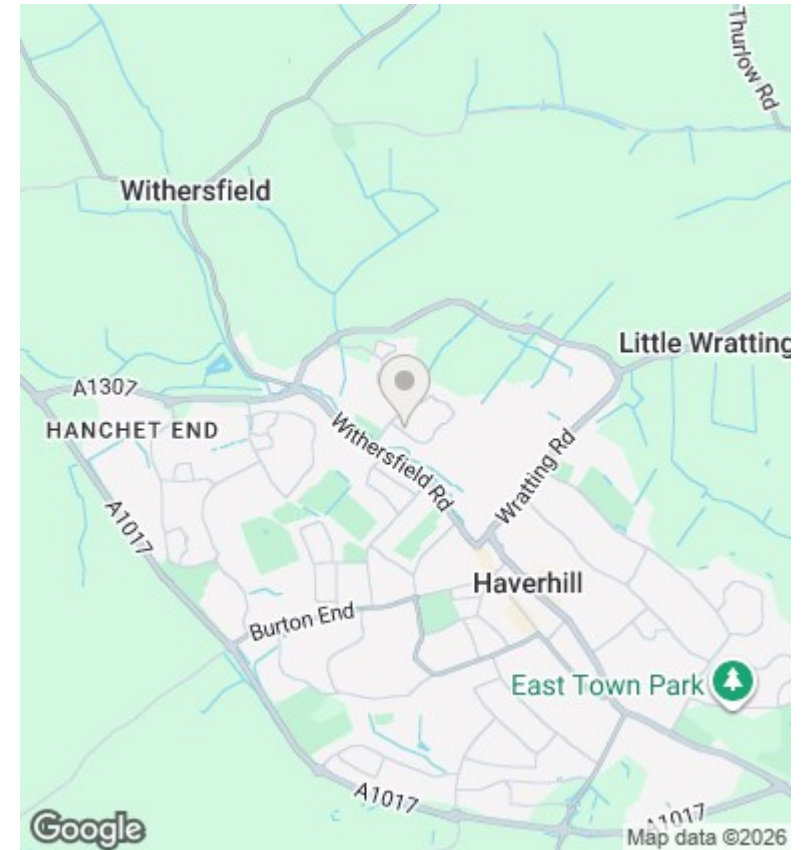 Thurlow Rd
Withersfield
Little Wratting
A1307
HANCHET END
Withersfield Rd
Wratting Rd
A1017
Haverhill
Burton End
East Town Park
A1017
A1017
Google
Map data ©2026